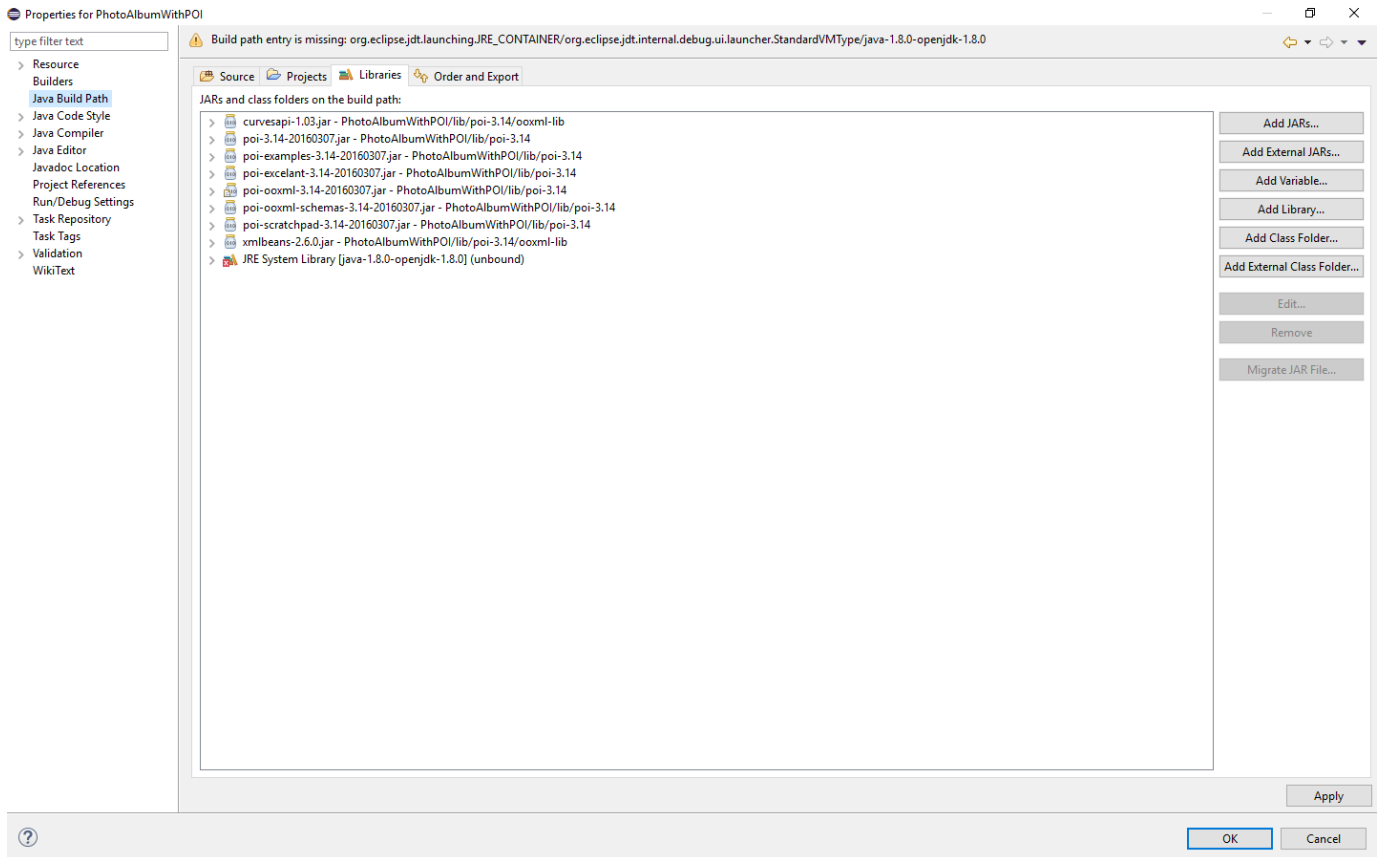 Properties for PhotoAlbumWithPOI
type filter text
Resource
Builders
Java Build Path
Java Code Style
Java Compiler
Java Editor
Javadoc Location
Project References
Run/Debug Settings
Task Repository
Task Tags
Validation
WikiText
Build path entry is missing: org.eclipse.jdt.launching.JRE_CONTAINER/org.eclipse.jdt.internal.debug.ui.launcher.StandardVMType/java-1.8.0-openjdk-1.8.0
Source Projects Libraries Order and Export
JARs and class folders on the build path:
curvesapi-1.03.jar - PhotoAlbumWithPOI/lib/poi-3.14/ooxml-lib
poi-3.14-20160307.jar - PhotoAlbumWithPOI/lib/poi-3.14
poi-examples-3.14-20160307.jar - PhotoAlbumWithPOI/lib/poi-3.14
poi-excelant-3.14-20160307.jar - PhotoAlbumWithPOI/lib/poi-3.14
poi-ooxml-3.14-20160307.jar - PhotoAlbumWithPOI/lib/poi-3.14
poi-ooxml-schemas-3.14-20160307.jar - PhotoAlbumWithPOI/lib/poi-3.14
poi-scratchpad-3.14-20160307.jar - PhotoAlbumWithPOI/lib/poi-3.14
xmlbeans-2.6.0.jar - PhotoAlbumWithPOI/lib/poi-3.14/ooxml-lib
JRE System Library [java-1.8.0-openjdk-1.8.0] (unbound)
Add JARs...
Add External JARs...
Add Variable...
Add Library...
Add Class Folder...
Add External Class Folder...
Edit...
Remove
Migrate JAR File...
Apply
?
OK
Cancel